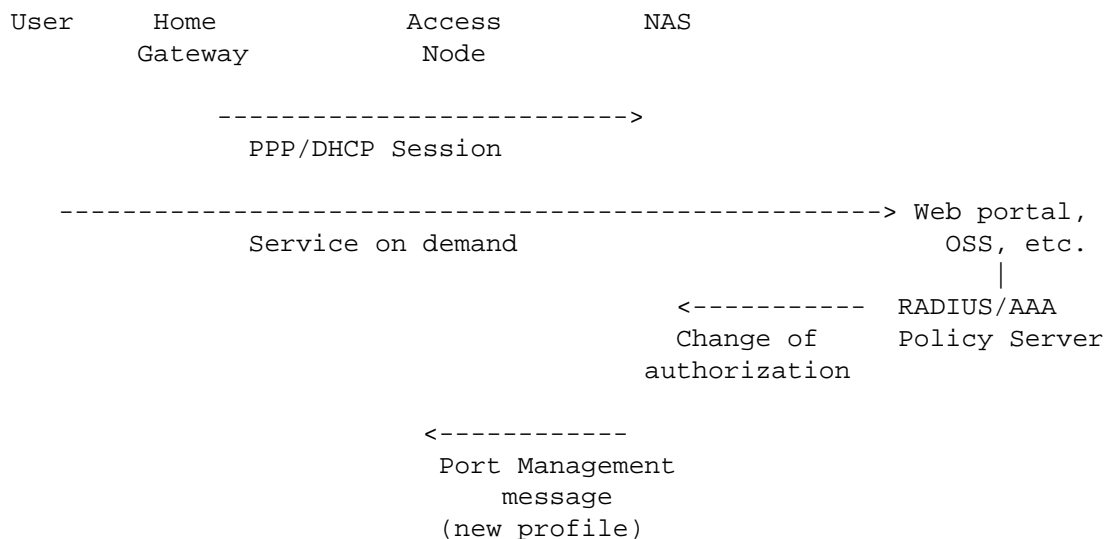 User Home Access NAS
Gateway Node
-------------------------->
PPP/DHCP Session
----------------------------------------------------> Web portal,
Service on demand OSS, etc.
|
<----------- RADIUS/AAA
Change of Policy Server
authorization
<------------
Port Management
message
(new profile)